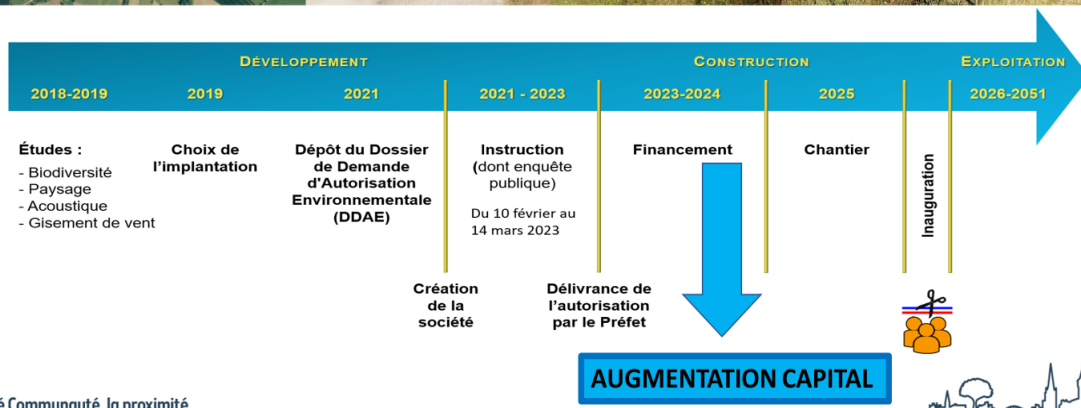 DÉVELOPPEMENT
CONSTRUCTION
EXPLOITATION
2018-2019
2019
2021
2021 - 2023
2023-2024
2025
2026-2051
Études :
- Biodiversité
- Paysage
- Acoustique
- Gisement de vent
Choix de
l'implantation
Dépôt du Dossier
de Demande
d'Autorisation
Environnementale
(DDAE)
Instruction
(dont enquête
publique)
Du 10 février au
14 mars 2023
Financement
Chantier
Inauguration
Création
de la
société
Délivrance de
l'autorisation
par le Préfet
AUGMENTATION CAPITAL
é Communauté, la proximité